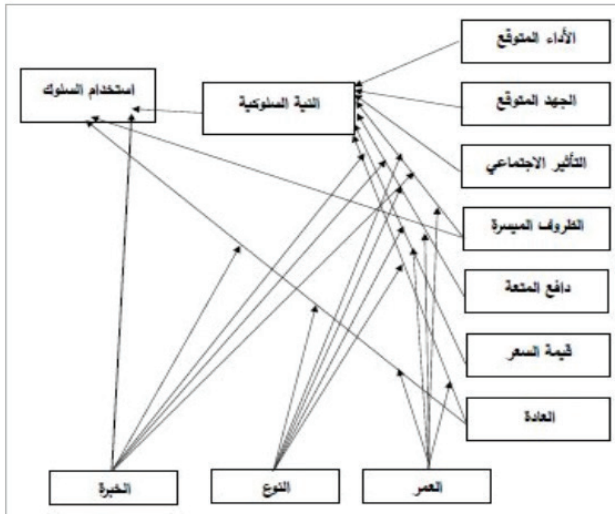 الأداء المتوقع
استخدام السلوك
النية السلوكية
الجهد المتوقع
التأثير الاجتماعي
الظروف الميسرة
دافع المتعة
قيمة السعر
العادة
العمر
النوع
الخبرة